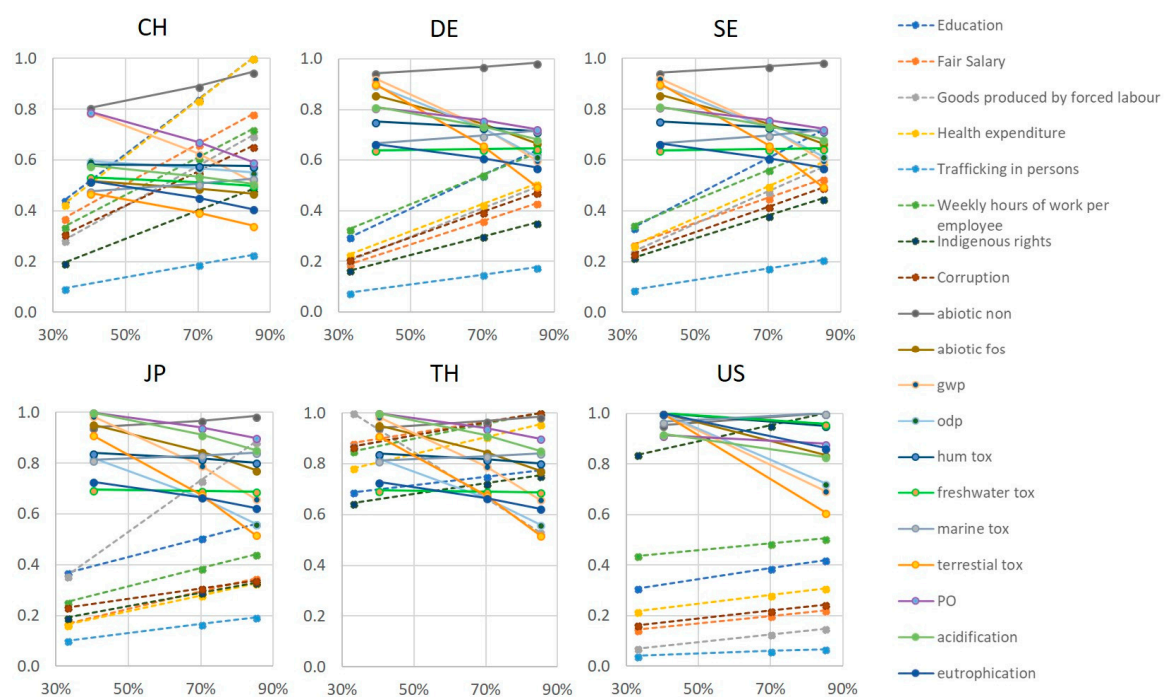 CH DE SE
1.0 1.0 1.0
0.8 0.8 0.8
0.6 0.6 0.6
0.4 0.4 0.4
0.2 0.2 0.2
0.0 0.0 0.0
30% 50% 70% 90% 30% 50% 70% 90% 30% 50% 70% 90%
JP TH US
1.0 1.0 1.0
0.8 0.8 0.8
0.6 0.6 0.6
0.4 0.4 0.4
0.2 0.2 0.2
0.0 0.0 0.0
30% 50% 70% 90% 30% 50% 70% 90% 30% 50% 70% 90%
Education
Fair Salary
Goods produced by forced labour
Health expenditure
Trafficking in persons
Weekly hours of work per
employee
Indigenous rights
Corruption
abiotic non
abiotic fos
gwp
odp
hum tox
freshwater tox
marine tox
terrestial tox
PO
acidification
eutrophication